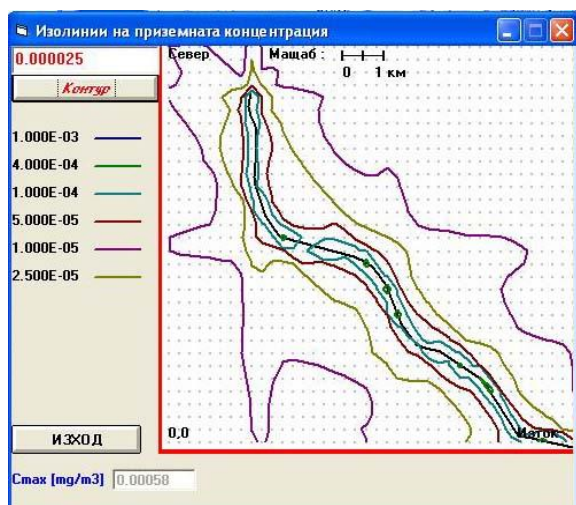 Изолинии на приземната концентрация
0.000025
Контур
Север
Мащаб :
0 1 км
1.000E-03
4.000E-04
1.000E-04
5.000E-05
1.000E-05
2.500E-05
0,0
Изток
ИЗХОД
Cmax [mg/m3] 0.00058